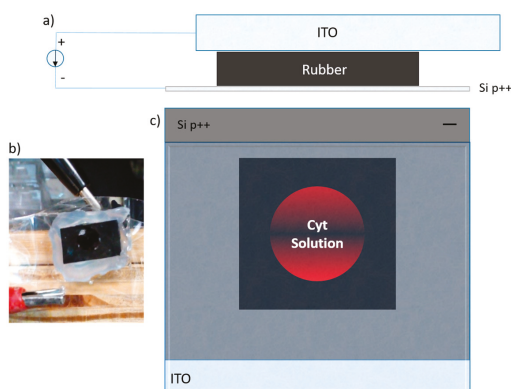 a)
ITO
+
Rubber
-
Si p++
c)
Si p++
b)
Cyt
Solution
ITO